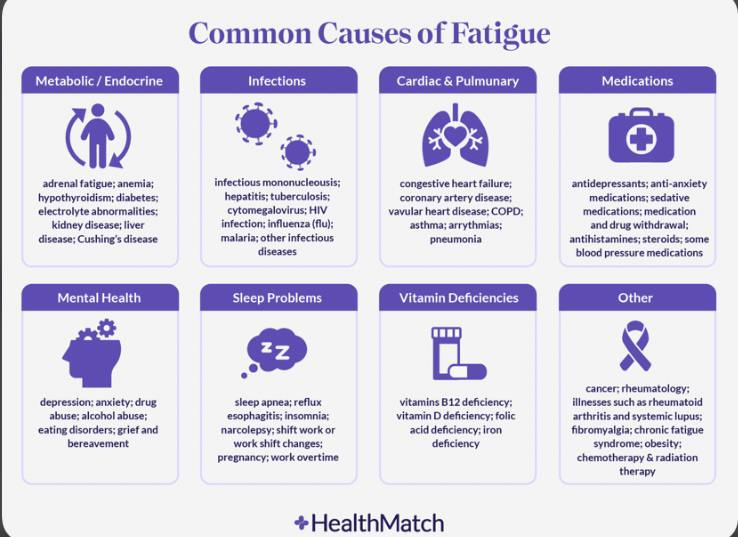 Common Causes of Fatigue
Metabolic / Endocrine
adrenal fatigue; anemia;
hypothyroidism; diabetes;
electrolyte abnormalities;
kidney disease; liver
disease; Cushing's disease
Infections
infectious mononucleousis;
hepatitis; tuberculosis;
cytomegalovirus; HIV
infection; influenza (flu);
malaria; other infectious
diseases
Cardiac & Pulmunary
congestive heart failure;
coronary artery disease;
vavular heart disease; COPD;
asthma; arrythmias;
pneumonia
Medications
antidepressants; anti-anxiety
medications; sedative
medications; medication
and drug withdrawal;
antihistamines; steroids; some
blood pressure medications
Mental Health
depression; anxiety; drug
abuse; alcohol abuse;
eating disorders; grief and
bereavement
Sleep Problems
zz
sleep apnea; reflux
esophagitis; insomnia;
narcolepsy; shift work or
work shift changes;
pregnancy; work overtime
Vitamin Deficiencies
vitamins B12 deficiency;
vitamin D deficiency; folic
acid deficiency; iron
deficiency
Other
cancer; rheumatology;
illnesses such as rheumatoid
arthritis and systemic lupus;
fibromyalgia; chronic fatigue
syndrome; obesity;
chemotherapy & radiation
therapy
HealthMatch